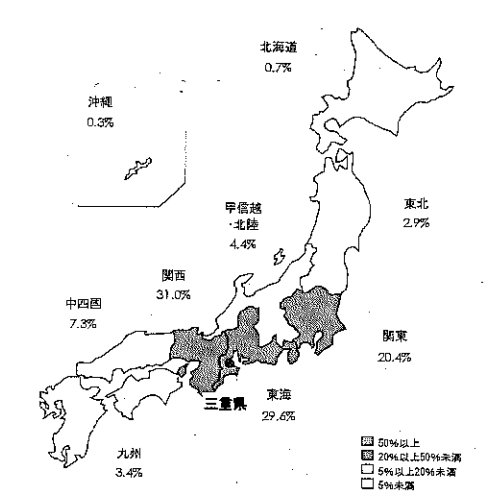 北海道
0.7%
沖縄
0.3%
東北
2.9%
甲信越
・北陸
4.4%
関西
31.0%
中四国
7.3%
関東
20.4%
三重県
東海
29.6%
九州
3.4%
50%以上
20%以上50%未満
5%以上20%未満
5%未満